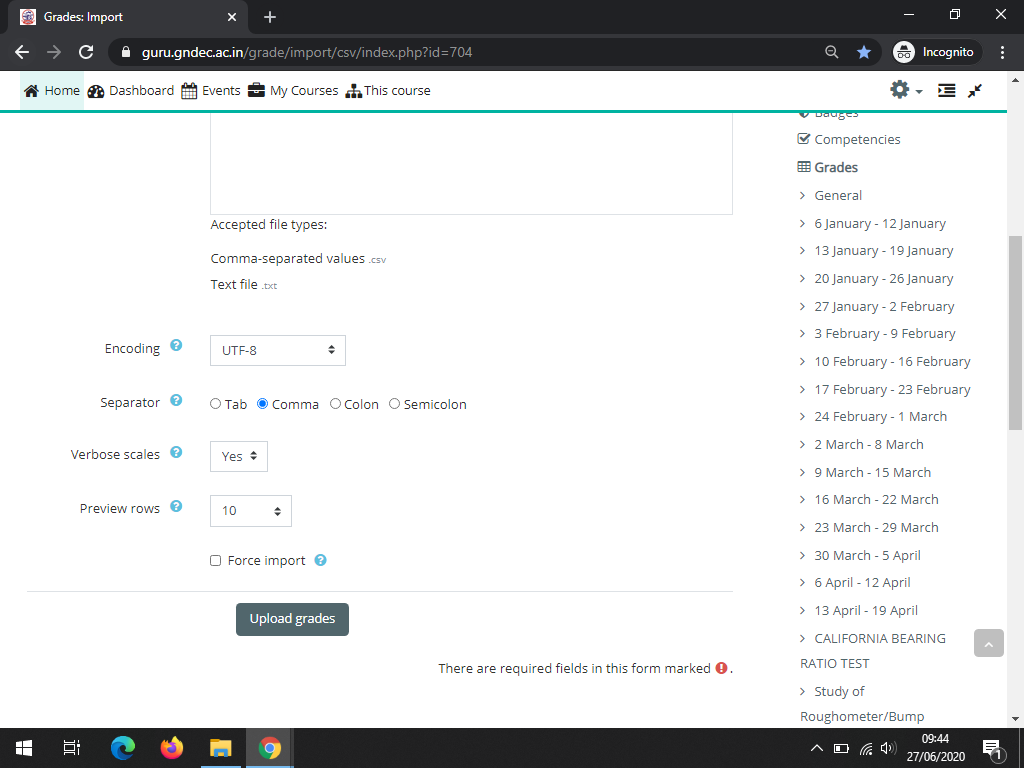 Grades: Import
guru.gndec.ac.in/grade/import/csv/index.php?id=704
Incognito
Home Dashboard Events My Courses This course
Accepted file types:
Comma-separated values .csv
Text file .txt
Encoding UTF-8
Separator Tab Comma Colon Semicolon
Verbose scales Yes
Preview rows 10
Force import
Upload grades
There are required fields in this form marked .
Badges
Competencies
Grades
General
6 January - 12 January
13 January - 19 January
20 January - 26 January
27 January - 2 February
3 February - 9 February
10 February - 16 February
17 February - 23 February
24 February - 1 March
2 March - 8 March
9 March - 15 March
16 March - 22 March
23 March - 29 March
30 March - 5 April
6 April - 12 April
13 April - 19 April
CALIFORNIA BEARING
RATIO TEST
Study of
Roughometer/Bump
09:44
27/06/2020
1